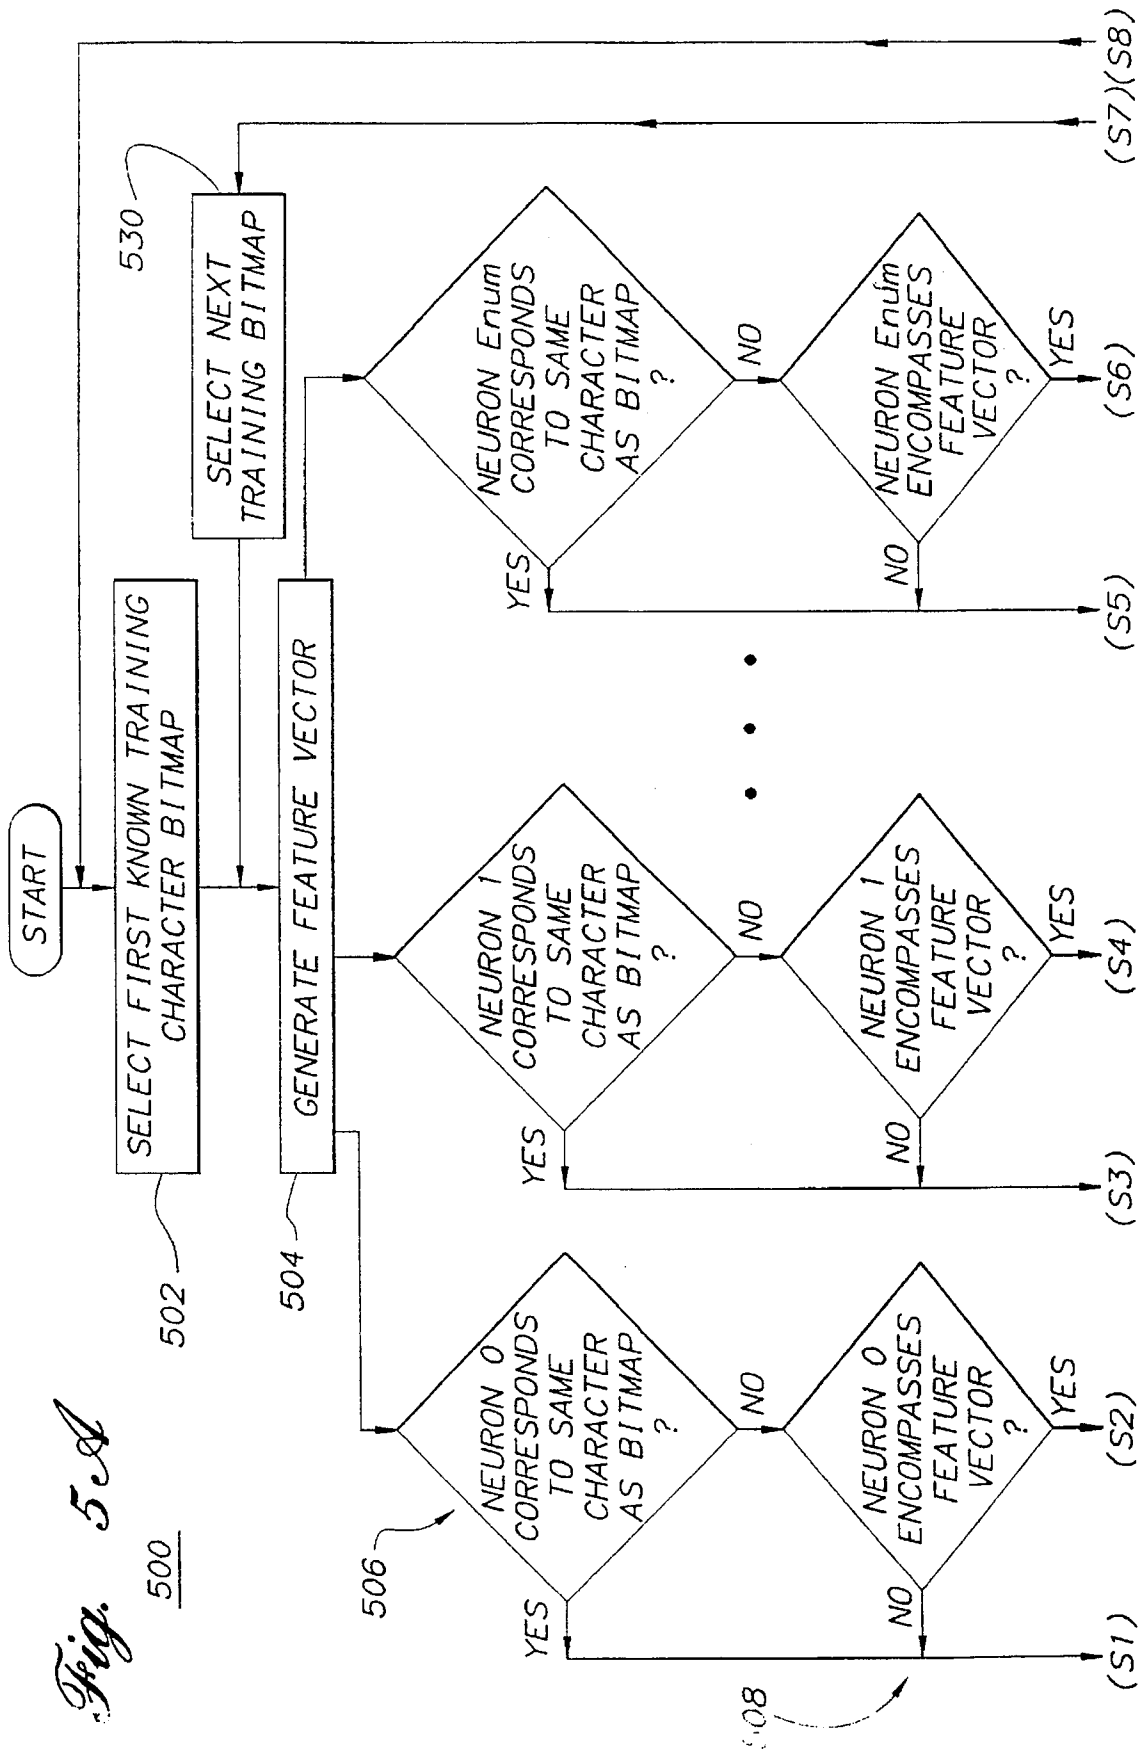 Fig. 5A
500
START
SELECT FIRST KNOWN TRAINING
CHARACTER BITMAP
502
SELECT NEXT
TRAINING BITMAP
530
GENERATE FEATURE VECTOR
504
NEURON 0
CORRESPONDS
TO SAME
CHARACTER
AS BITMAP
?
506
YES
NO
NEURON 1
CORRESPONDS
TO SAME
CHARACTER
AS BITMAP
?
YES
NO
NEURON Enum
CORRESPONDS
TO SAME
CHARACTER
AS BITMAP
?
YES
NO
NEURON 0
ENCOMPASSES
FEATURE
VECTOR
?
508
NO
YES
NEURON 1
ENCOMPASSES
FEATURE
VECTOR
?
NO
YES
NEURON Enum
ENCOMPASSES
FEATURE
VECTOR
?
NO
YES
(S1)
(S2)
(S3)
(S4)
(S5)
(S6)
(S7)
(S8)